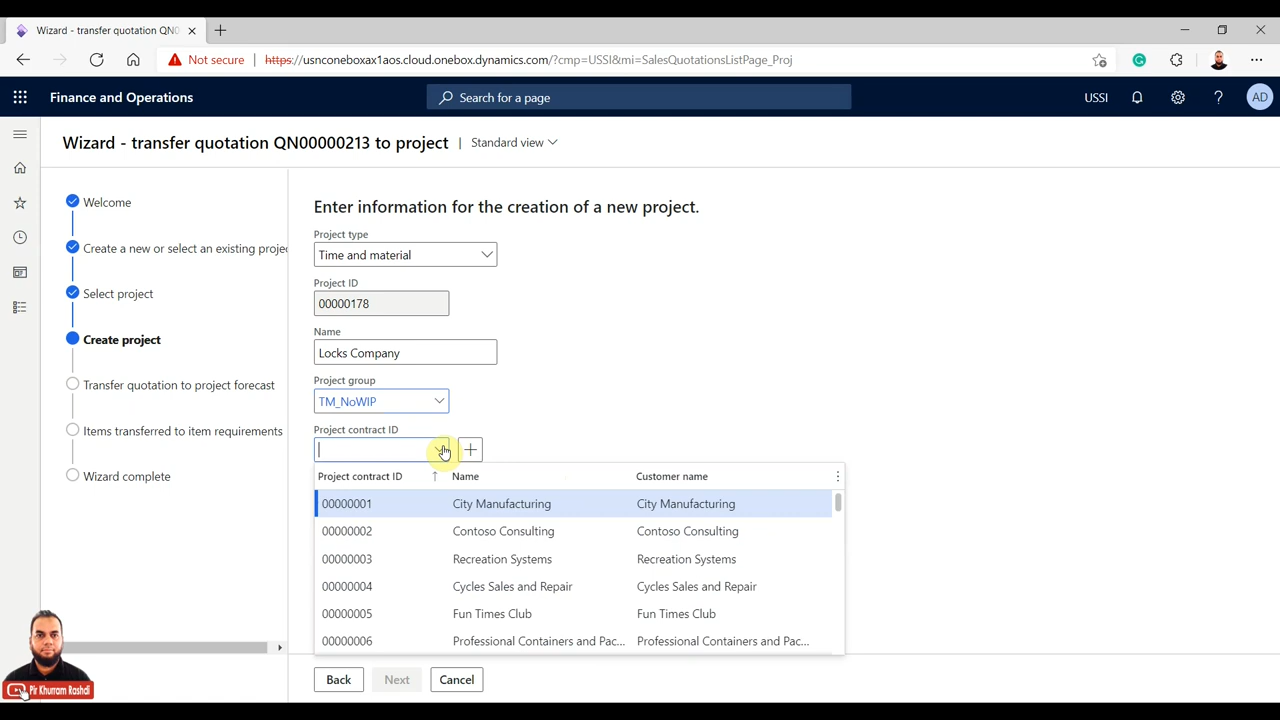 Wizard - transfer quotation QN0
Not secure
https://usnconeboxax1aos.cloud.onebox.dynamics.com/?cmp=USSI&mi=SalesQuotationsListPage_Proj
Finance and Operations
Search for a page
USSI
?
AD
Wizard - transfer quotation QN00000213 to project | Standard view
Welcome
Create a new or select an existing projec
Select project
Create project
Transfer quotation to project forecast
Items transferred to item requirements
Wizard complete
Enter information for the creation of a new project.
Project type
Time and material
Project ID
00000178
Name
Locks Company
Project group
TM_NoWIP
Project contract ID
Project contract ID Name Customer name
00000001 City Manufacturing City Manufacturing
00000002 Contoso Consulting Contoso Consulting
00000003 Recreation Systems Recreation Systems
00000004 Cycles Sales and Repair Cycles Sales and Repair
00000005 Fun Times Club Fun Times Club
00000006 Professional Containers and Pac... Professional Containers and Pac...
Back
Next
Cancel
Pir Khurram Rashdi